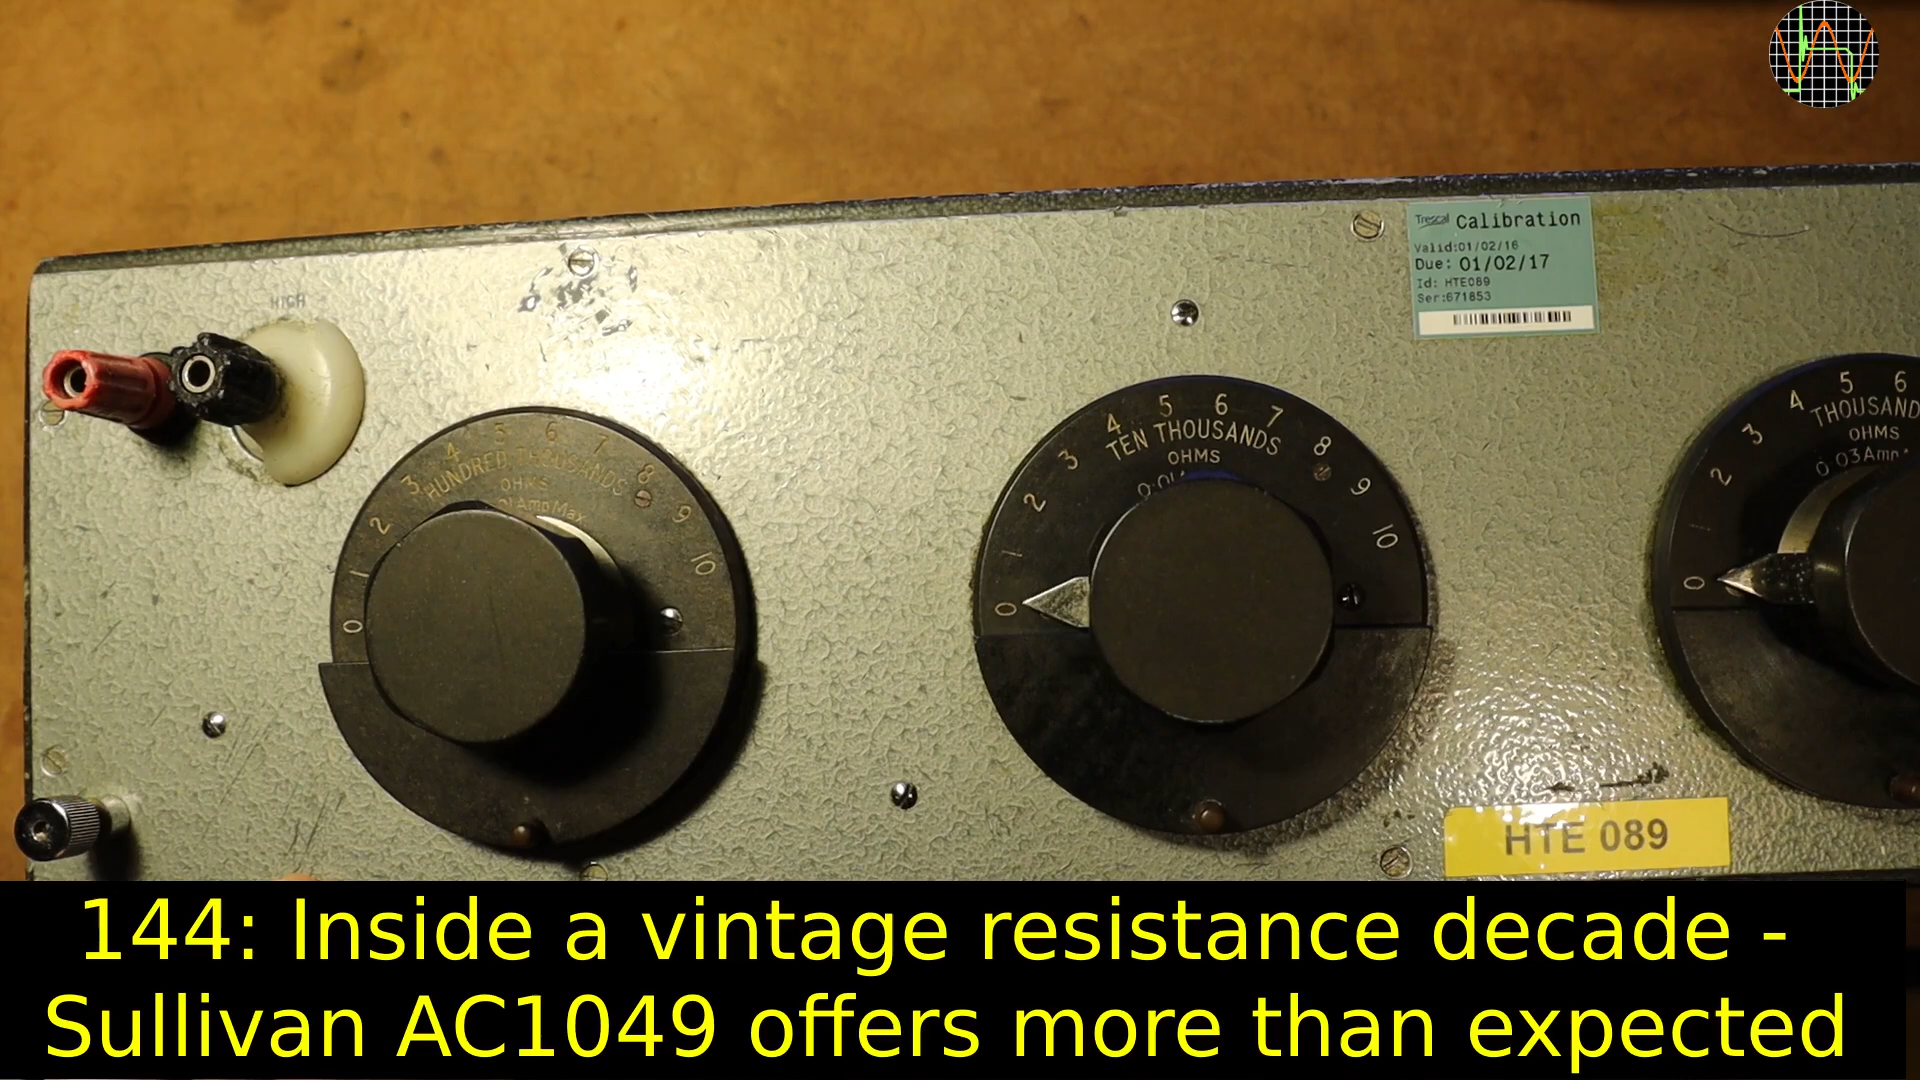 HIGH
Trescal Calibration
Valid:01/02/16
Due: 01/02/17
Id: HTE089
Ser:671853
0 1 2 3 4 5 6 7 8 9 10
HUNDRED THOUSANDS
OHMS
Amp Max
0 1 2 3 4 5 6 7 8 9 10
TEN THOUSANDS
OHMS
0 1 2 3 4 5 6
OHMS
HTE 089
144: Inside a vintage resistance decade -
Sullivan AC1049 offers more than expected